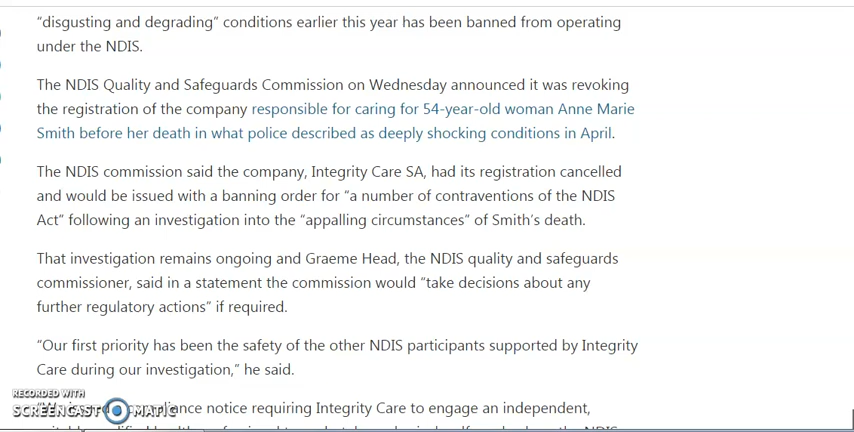 “disgusting and degrading” conditions earlier this year has been banned from operating
under the NDIS.
The NDIS Quality and Safeguards Commission on Wednesday announced it was revoking
the registration of the company responsible for caring for 54-year-old woman Anne Marie
Smith before her death in what police described as deeply shocking conditions in April.
The NDIS commission said the company, Integrity Care SA, had its registration cancelled
and would be issued with a banning order for “a number of contraventions of the NDIS
Act” following an investigation into the “appalling circumstances” of Smith’s death.
That investigation remains ongoing and Graeme Head, the NDIS quality and safeguards
commissioner, said in a statement the commission would “take decisions about any
further regulatory actions” if required.
“Our first priority has been the safety of the other NDIS participants supported by Integrity
Care during our investigation,” he said.
RECORDED WITH
SCREENCAST MATIC
notice requiring Integrity Care to engage an independent,